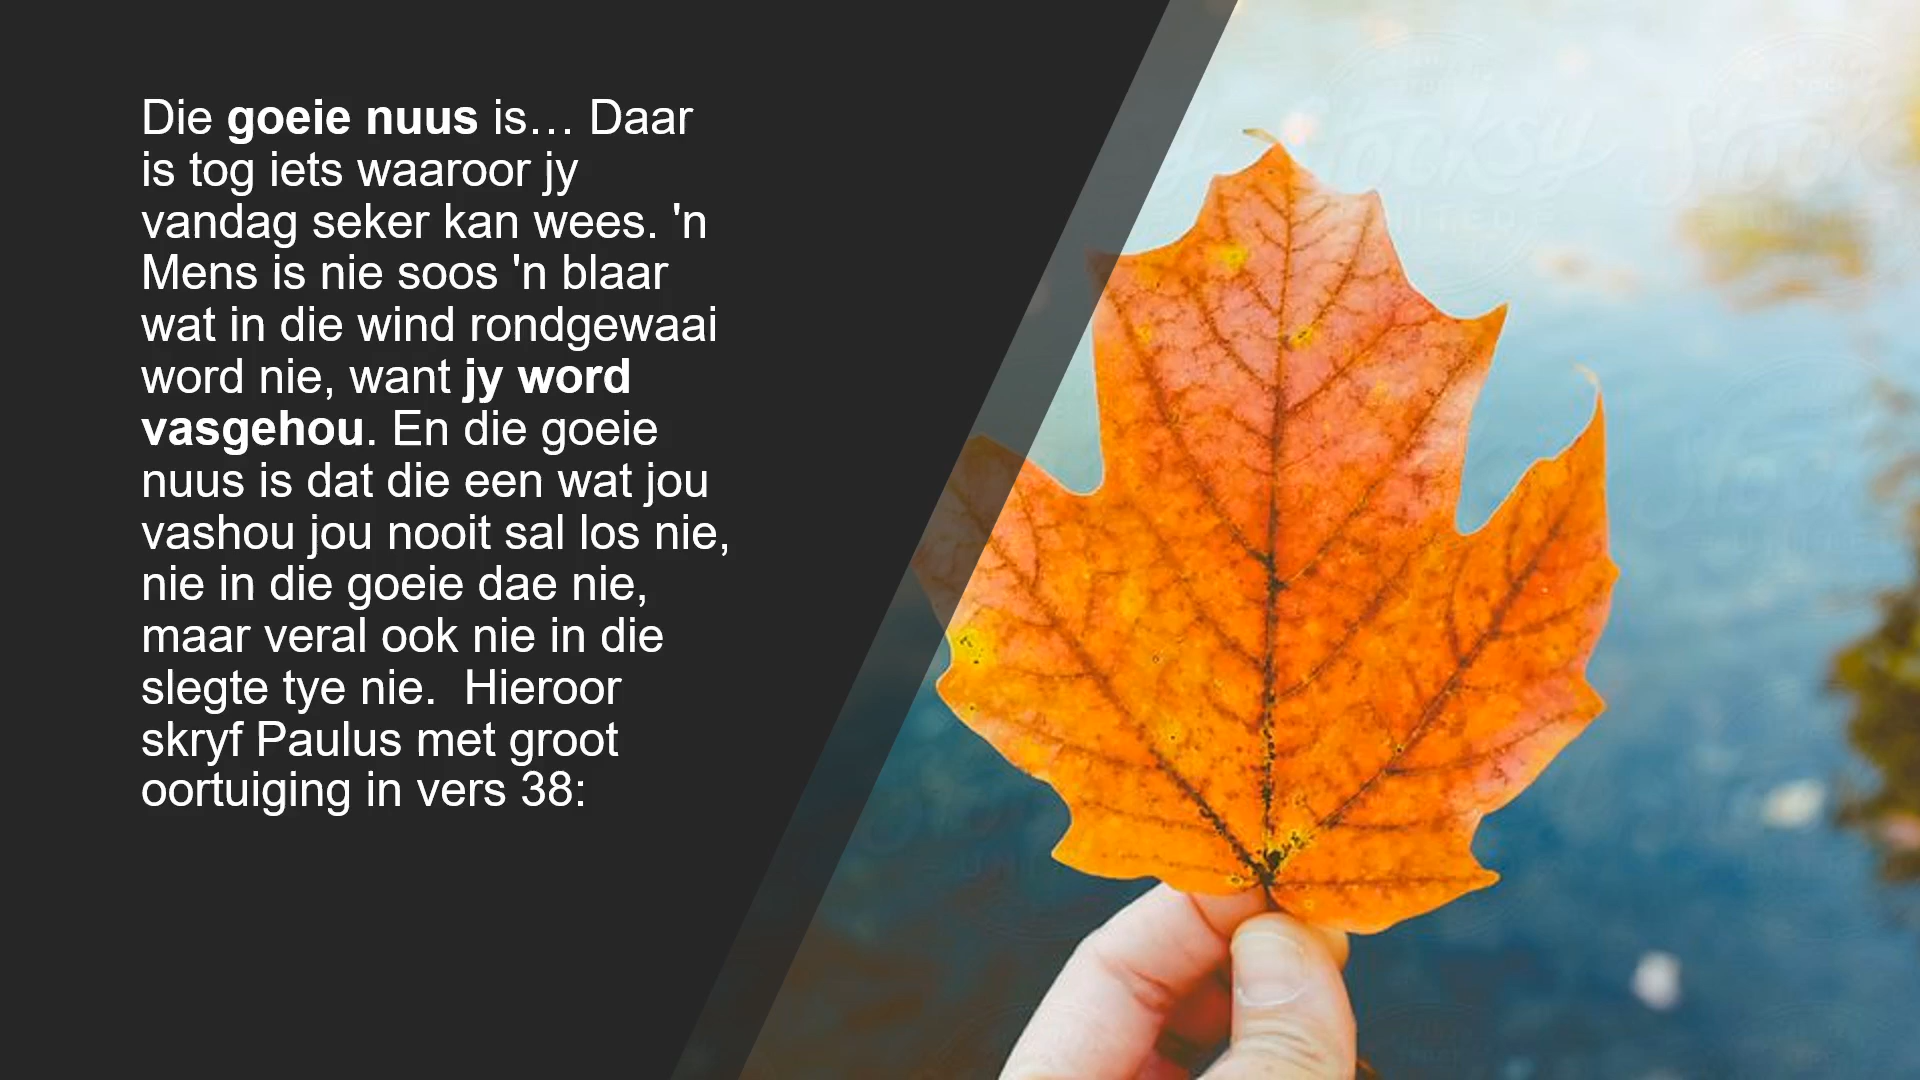 Die goeie nuus is… Daar
is tog iets waaroor jy
vandag seker kan wees. 'n
Mens is nie soos 'n blaar
wat in die wind rondgewaai
word nie, want jy word
vasgehou. En die goeie
nuus is dat die een wat jou
vashou jou nooit sal los nie,
nie in die goeie dae nie,
maar veral ook nie in die
slegte tye nie.  Hieroor
skryf Paulus met groot
oortuiging in vers 38: